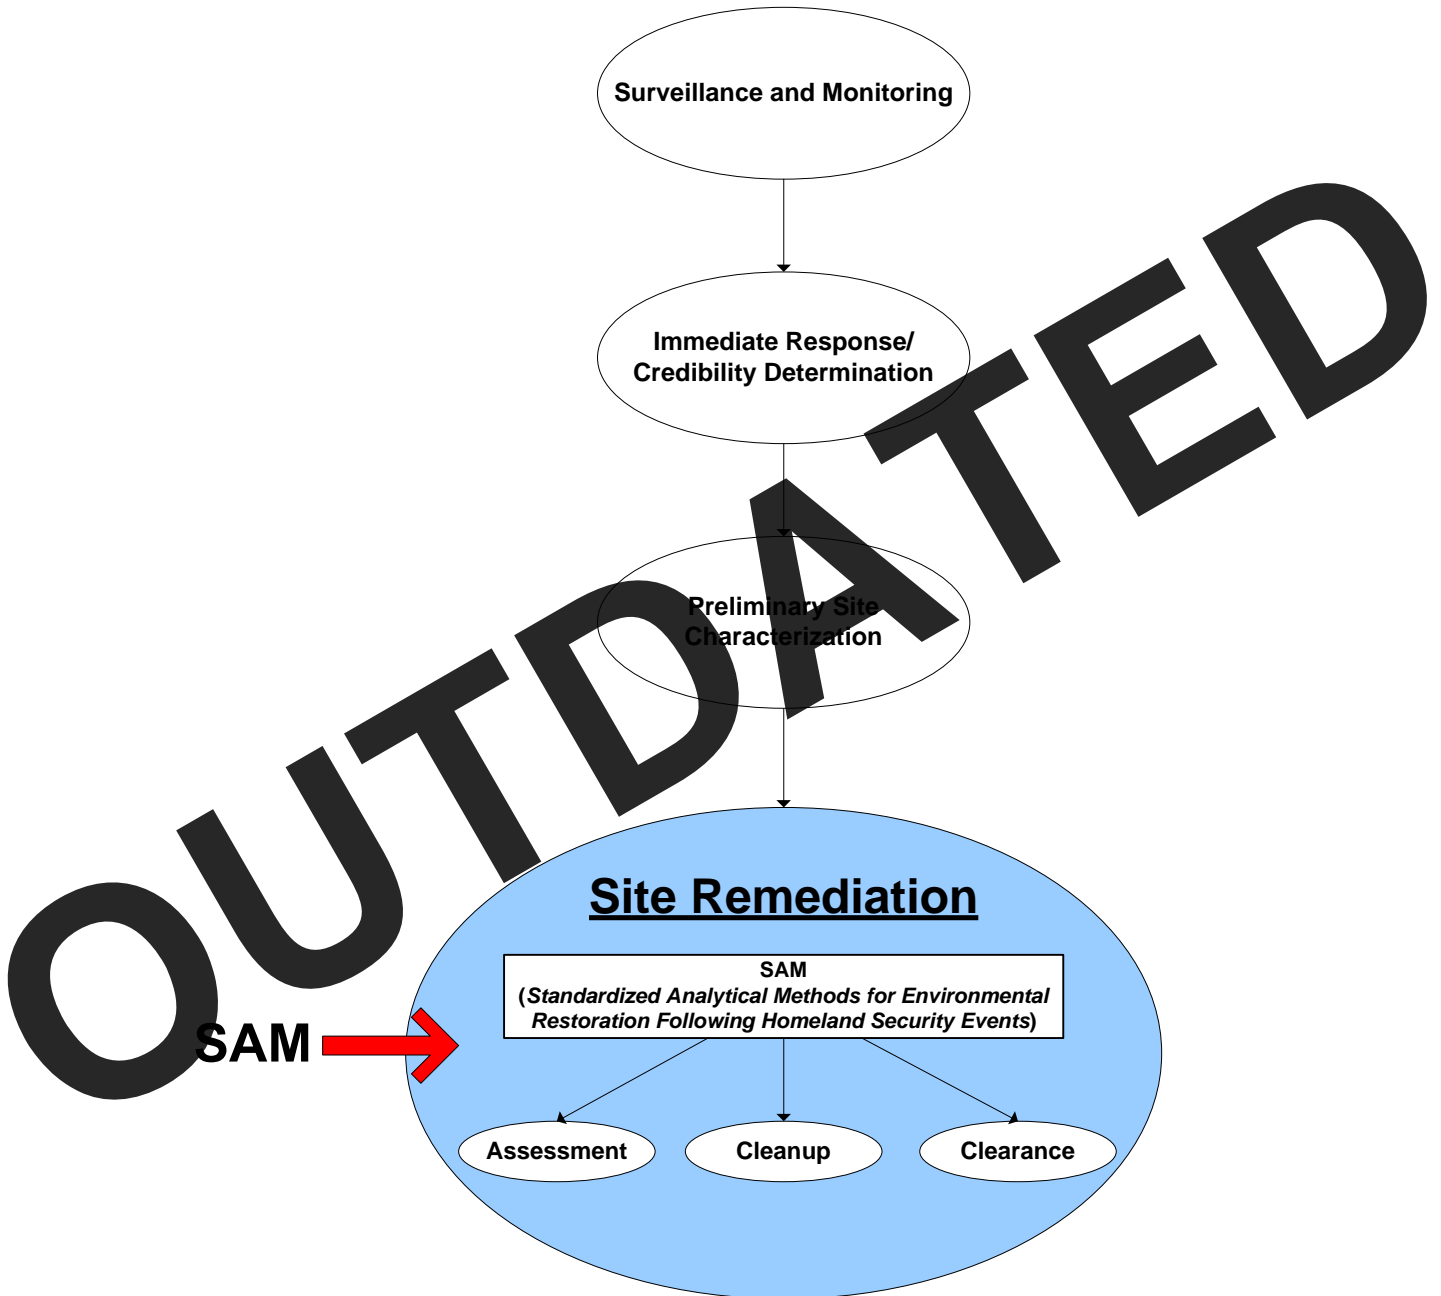 Surveillance and Monitoring
Immediate Response/
Credibility Determination
Preliminary Site
Characterization
OUTDATED
Site Remediation
SAM
(Standardized Analytical Methods for Environmental
Restoration Following Homeland Security Events)
SAM
Assessment
Cleanup
Clearance